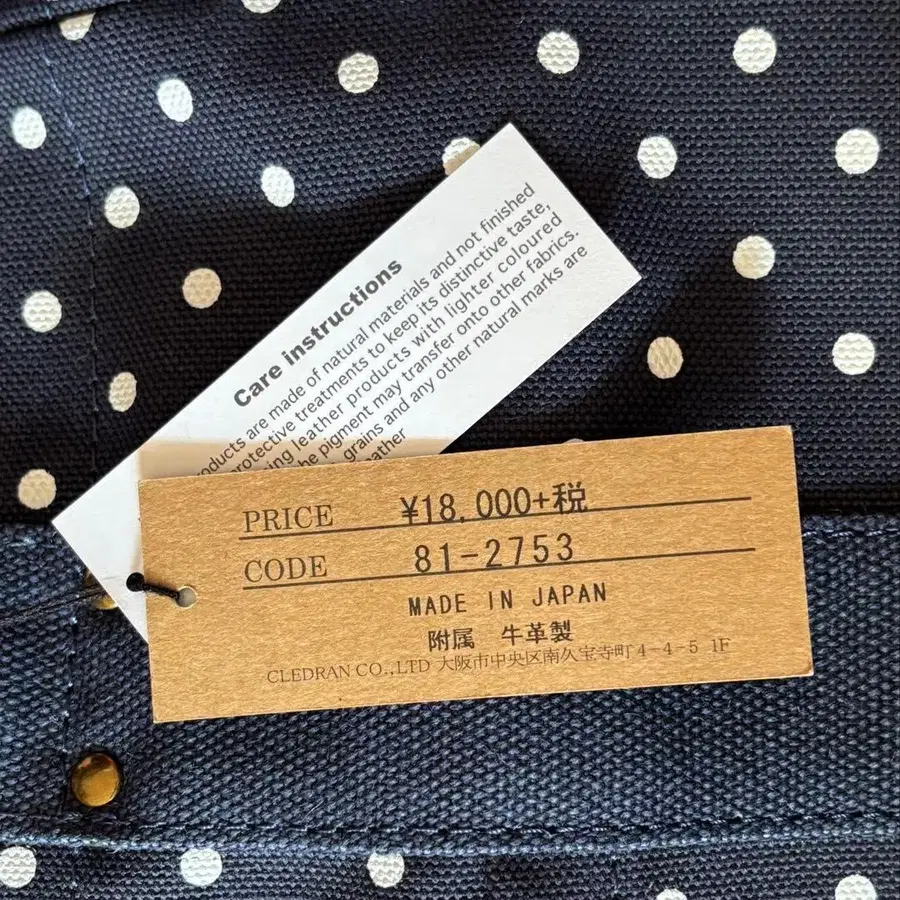 Care instructions
products are made of natural materials and not finished
protective treatments to keep its distinctive taste,
ing leather products with lighter coloured
the pigment may transfer onto other fabrics.
grains and any other natural marks are
eather
PRICE ¥18,000+税
CODE 81-2753
MADE IN JAPAN
附属 牛革製
CLEDRAN CO.,LTD 大阪市中央区南久宝寺町4-4-5 1F